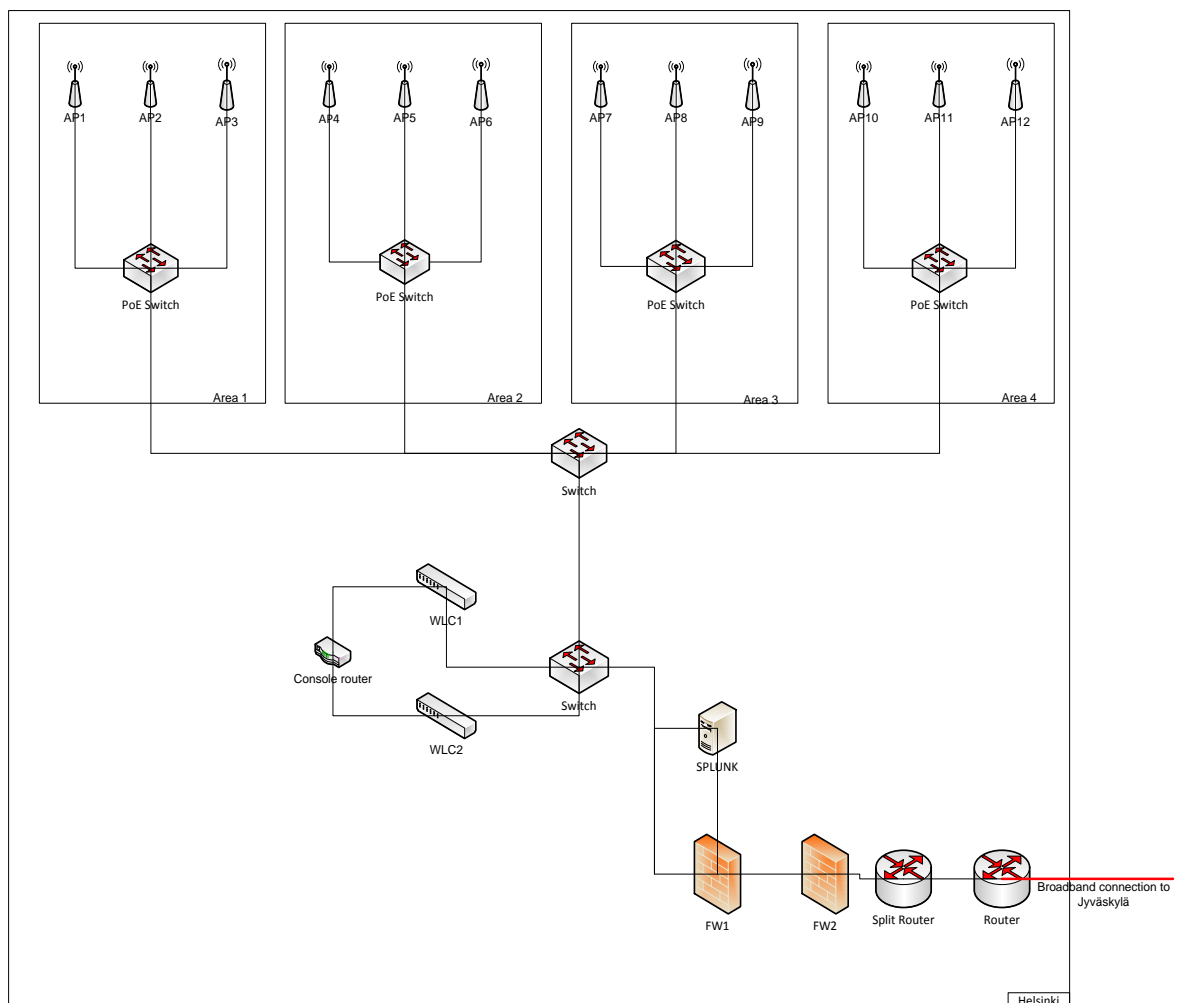 AP1
AP2
AP3
AP4
AP5
AP6
AP7
AP8
AP9
AP10
AP11
AP12
PoE Switch
PoE Switch
PoE Switch
PoE Switch
Area 1
Area 2
Area 3
Area 4
Switch
WLC1
Console router
Switch
WLC2
SPLUNK
FW1
FW2
Split Router
Router
Broadband connection to
Jyväskylä
Helsinki